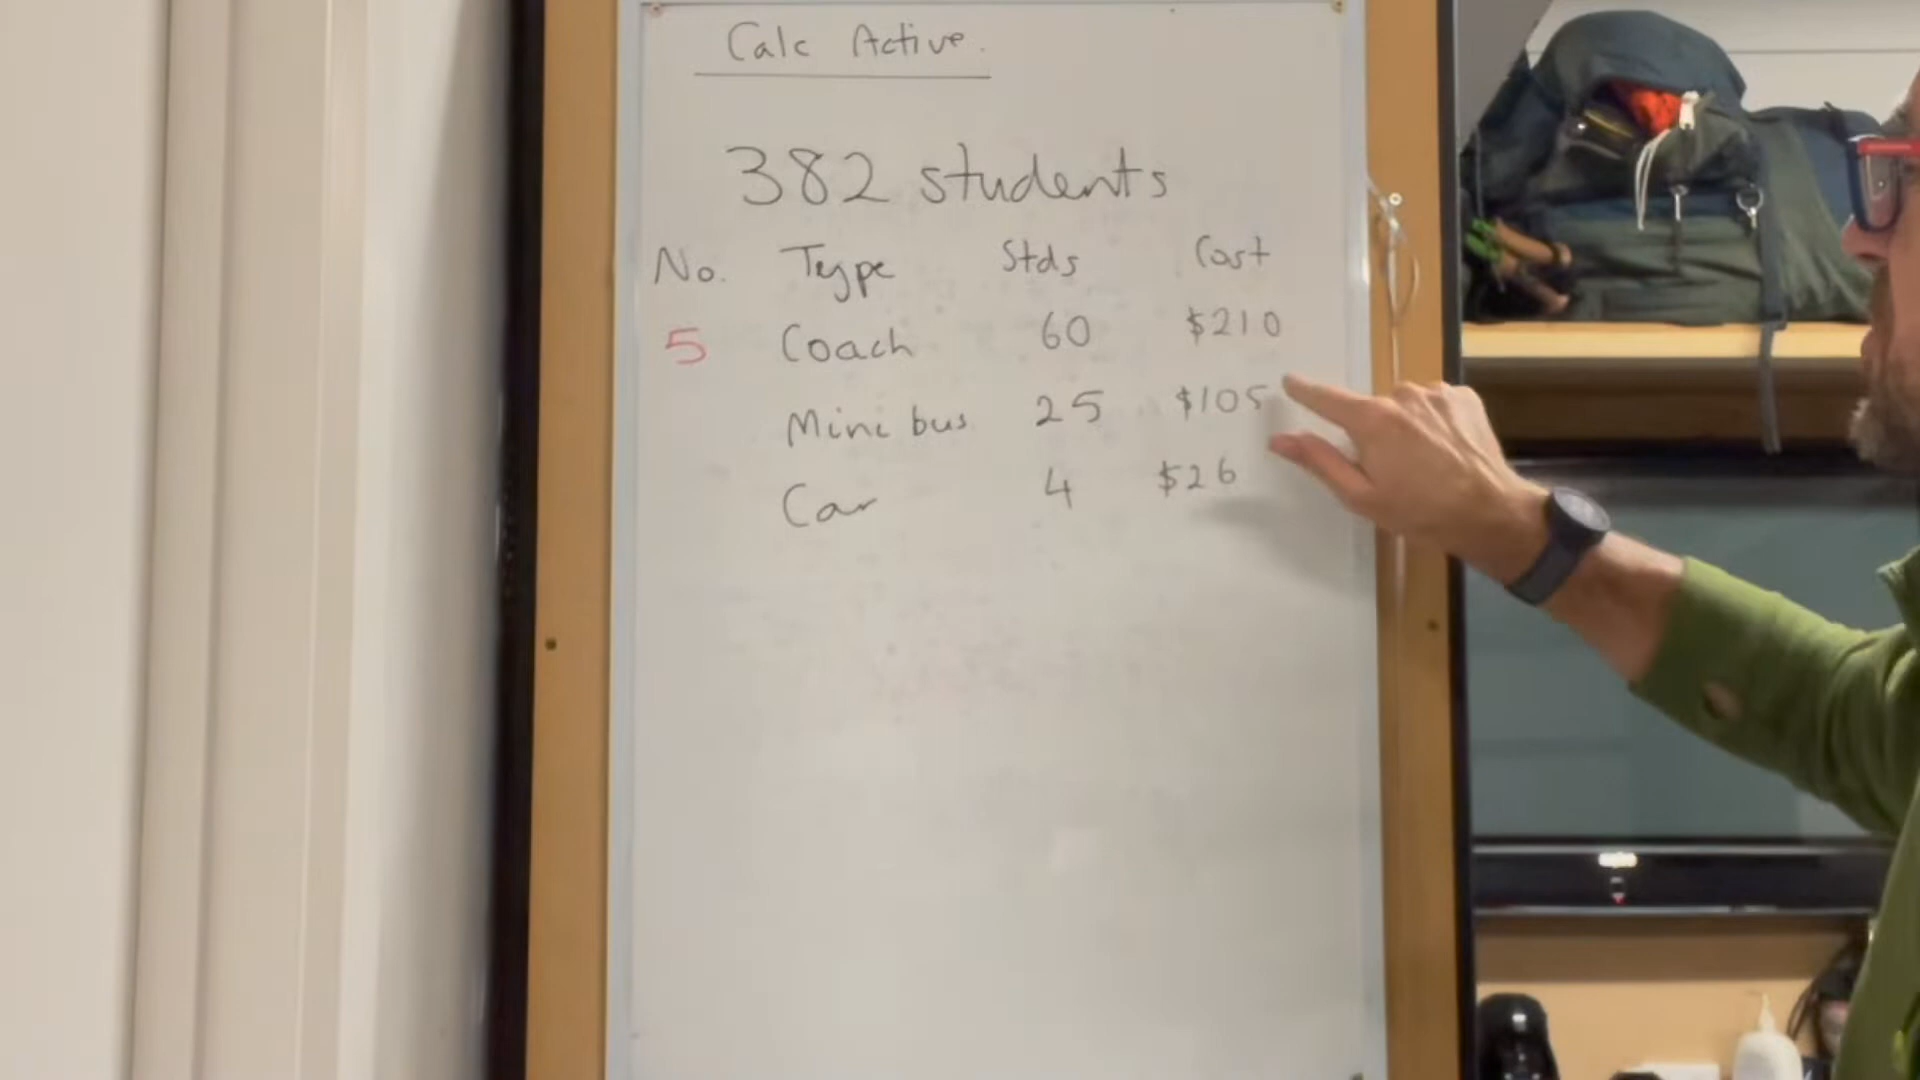 Calc Active.
382 students
No. Type Stds Cost
5 Coach 60 $210
Mini bus 25 $105
Car 4 $26